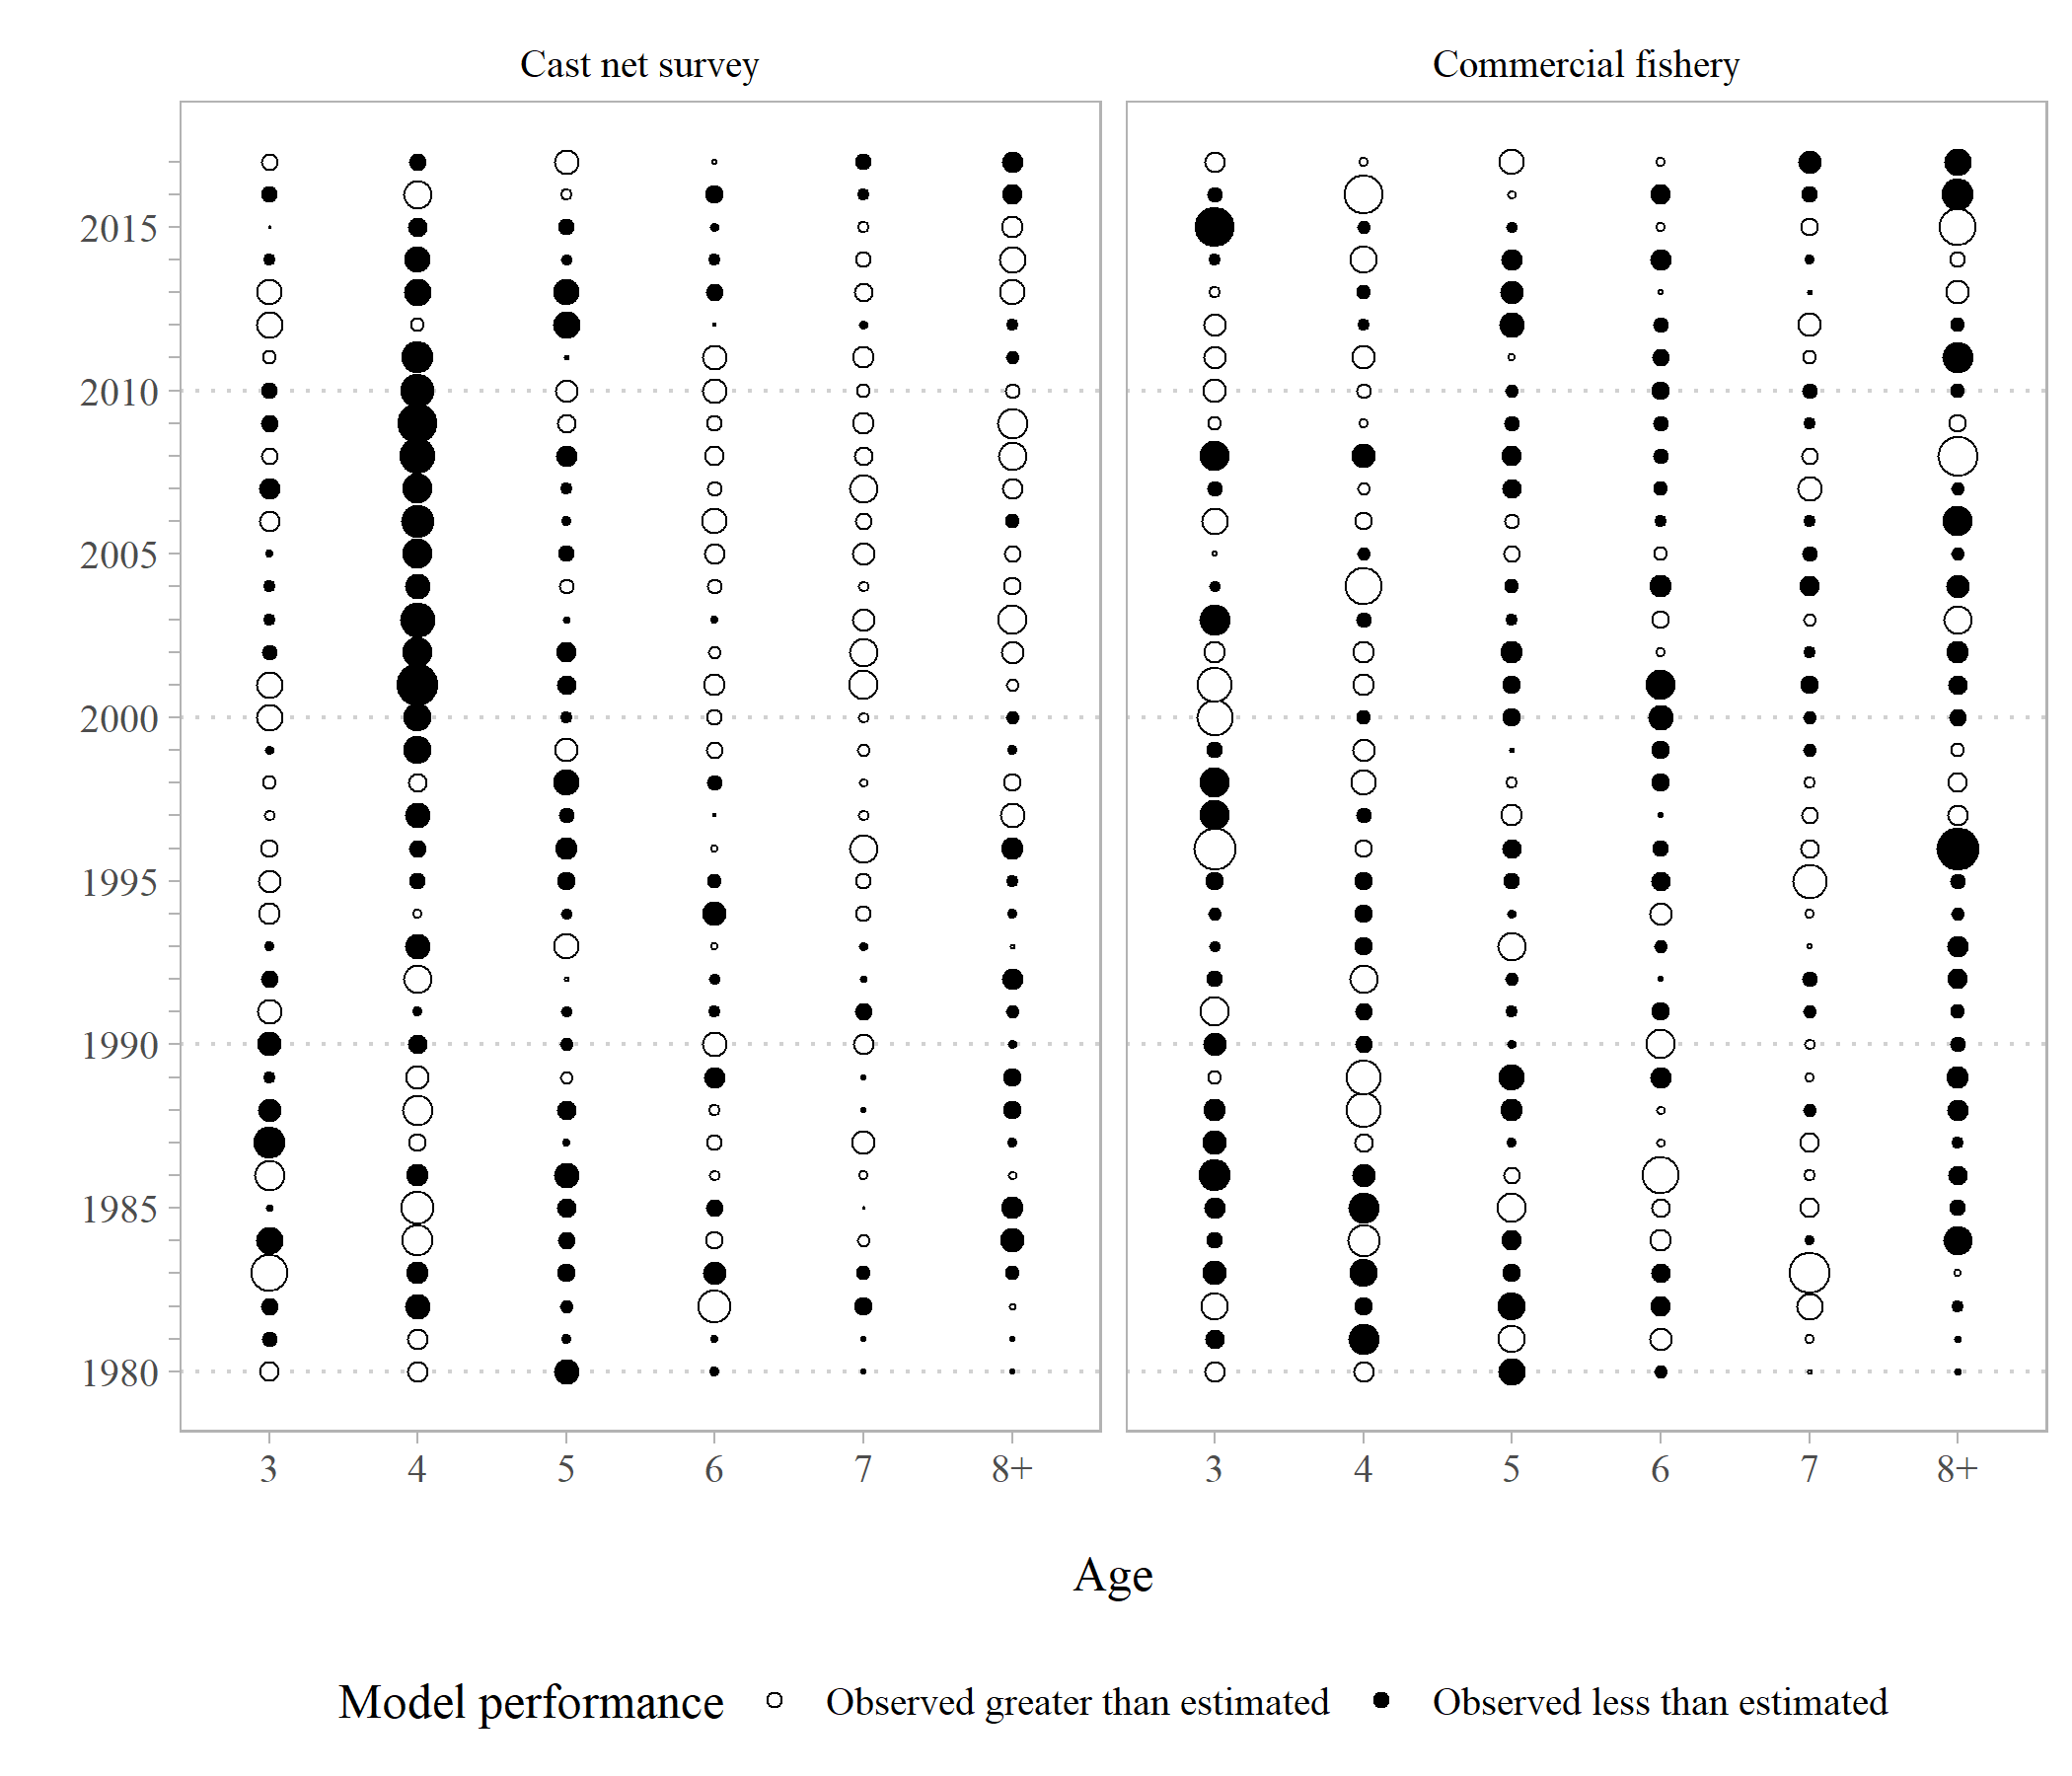 Cast net survey Commercial fishery
2015
2010
2005
2000
1995
1990
1985
1980
3 4 5 6 7 8+ 3 4 5 6 7 8+
Age
Model performance Observed greater than estimated Observed less than estimated